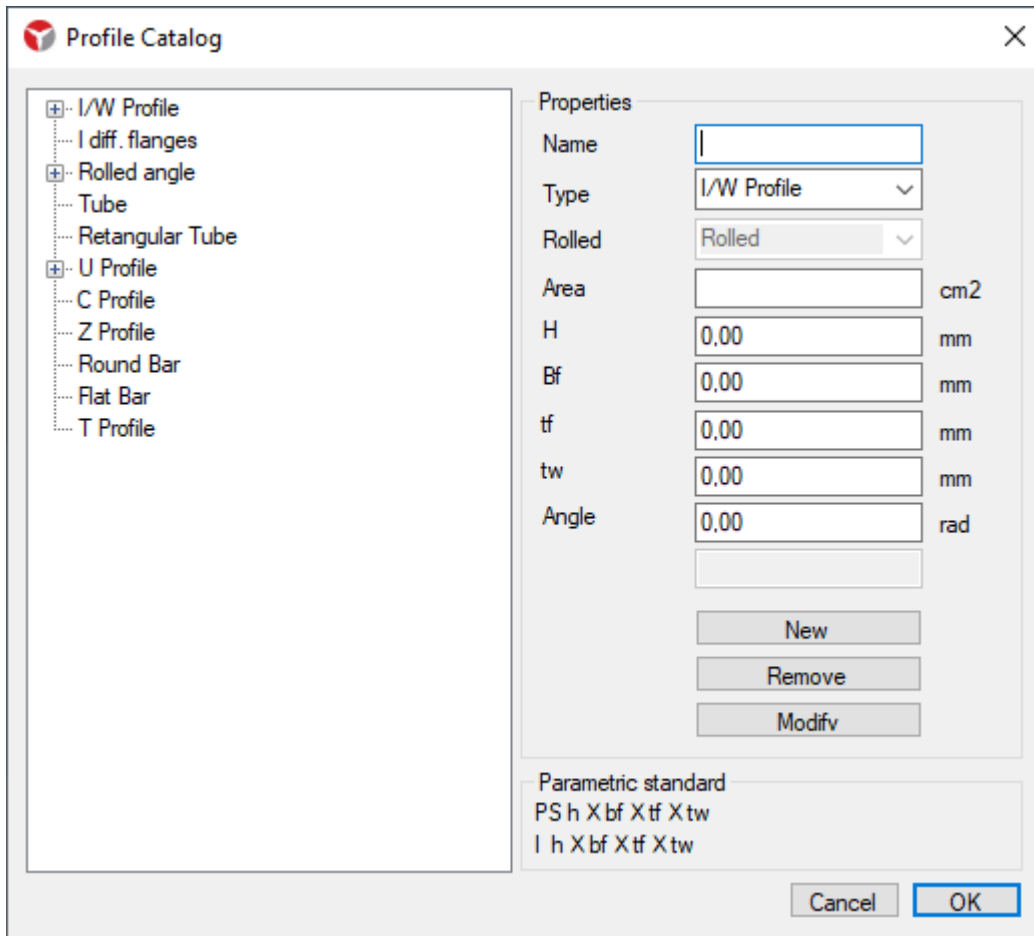 Profile Catalog
I/W Profile
I diff. flanges
Rolled angle
Tube
Retangular Tube
U Profile
C Profile
Z Profile
Round Bar
Flat Bar
T Profile
Properties
Name
Type I/W Profile
Rolled Rolled
Area cm2
H 0,00 mm
Bf 0,00 mm
tf 0,00 mm
tw 0,00 mm
Angle 0,00 rad
New
Remove
Modify
Parametric standard
PS h X bf X tf X tw
I h X bf X tf X tw
Cancel OK